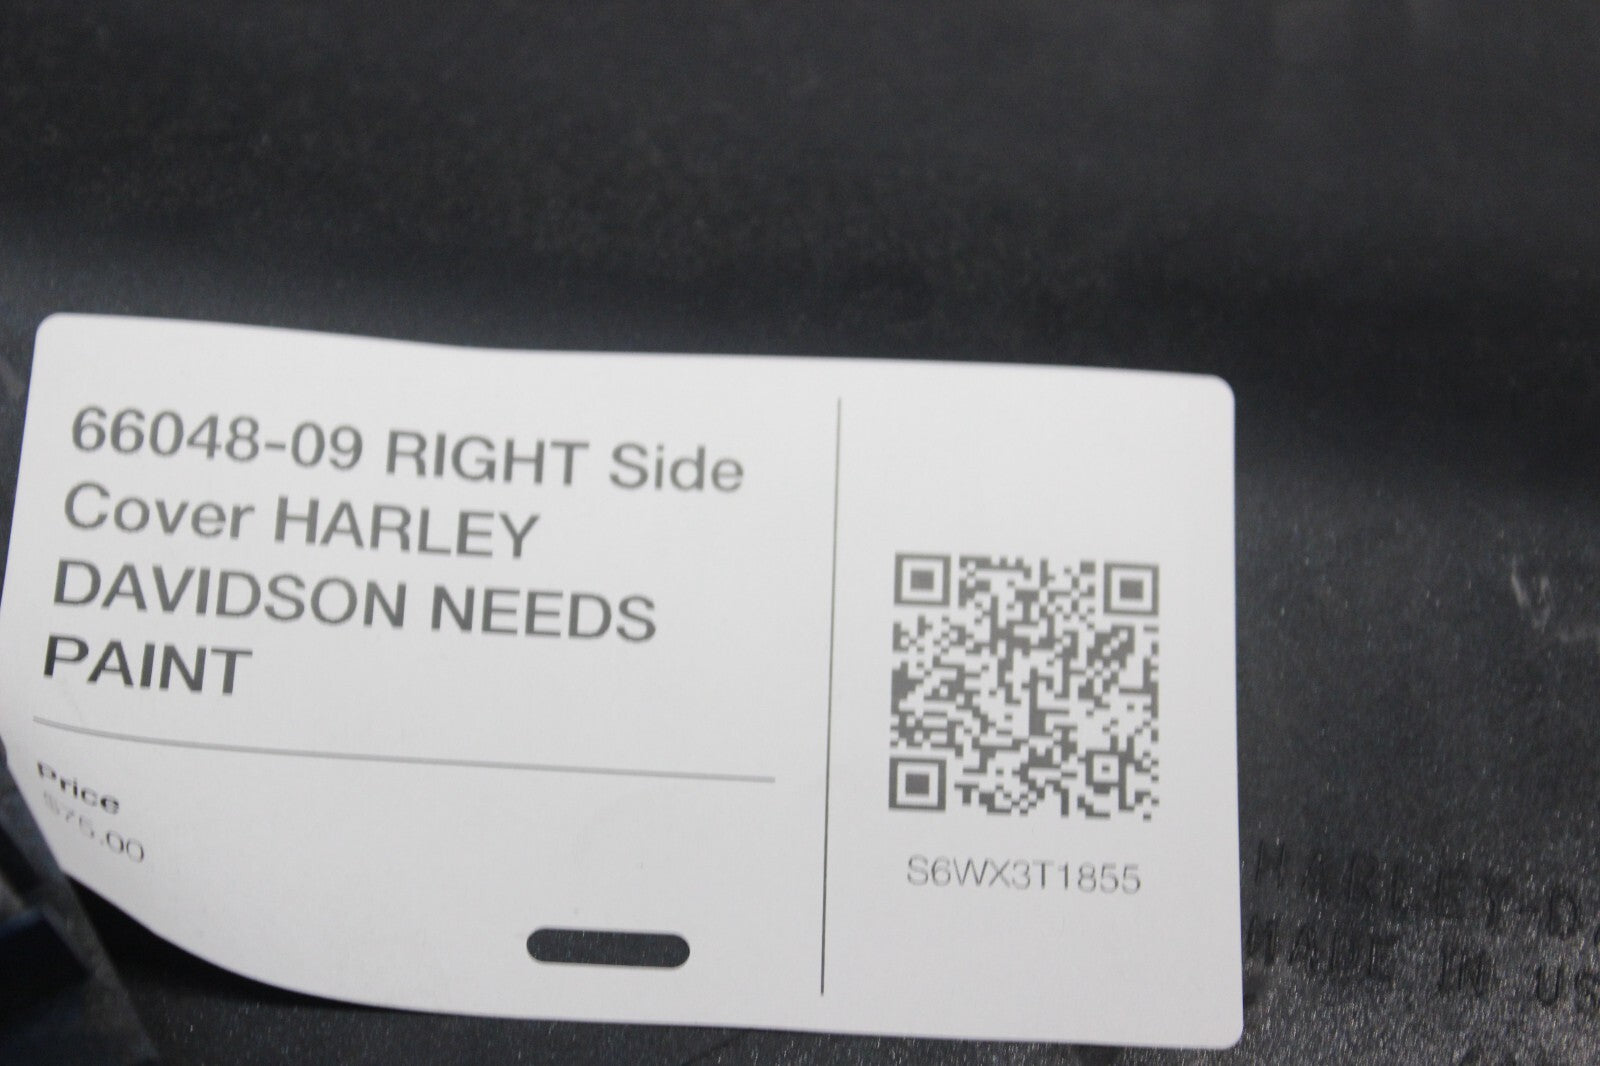 66048-09 RIGHT Side
Cover HARLEY
DAVIDSON NEEDS
PAINT
Price
$75.00
S6WX3T1855
HARLEY-D
MADE IN US